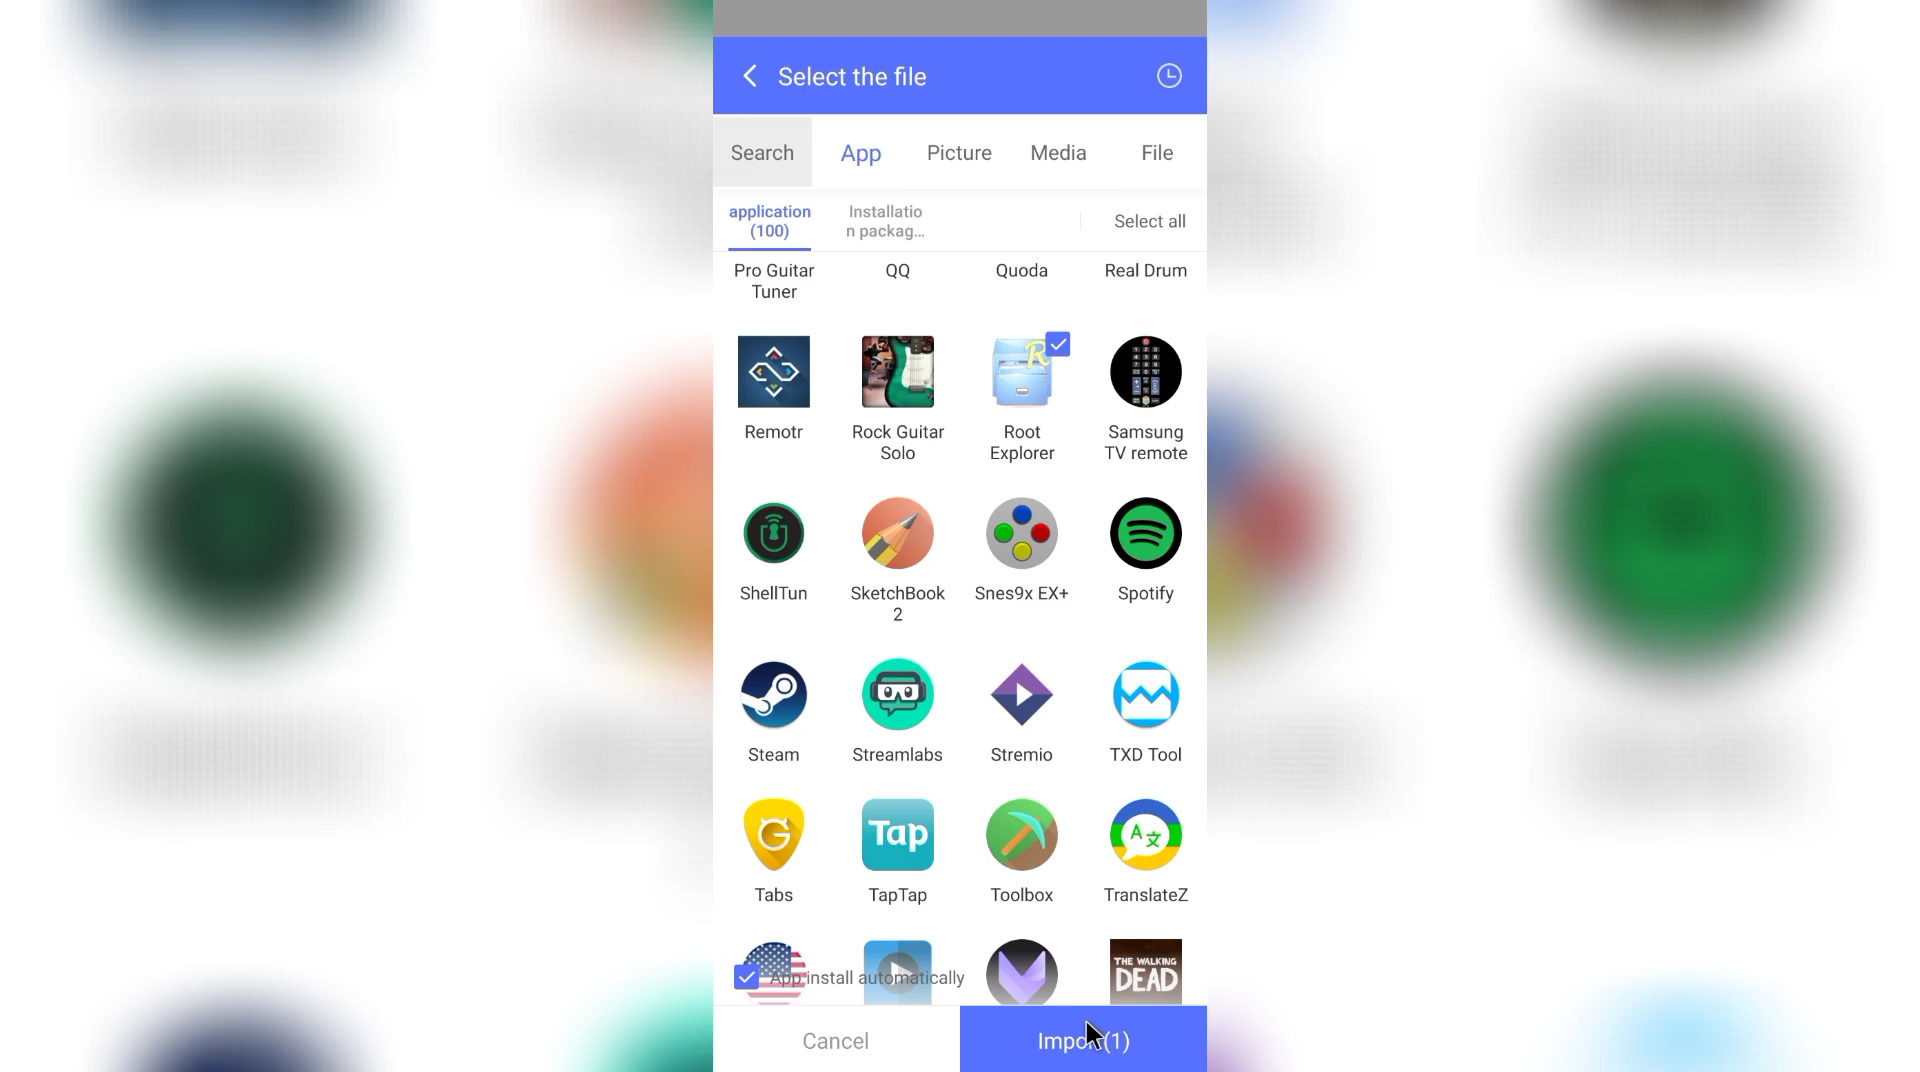 Select the file
Search App Picture Media File
application
(100)
Installatio
n packag...
Select all
Pro Guitar
Tuner
QQ
Quoda
Real Drum
Remotr
Rock Guitar
Solo
Root
Explorer
Samsung
TV remote
ShellTun
SketchBook
2
Snes9x EX+
Spotify
Steam
Streamlabs
Stremio
TXD Tool
Tap
Tabs
TapTap
Toolbox
TranslateZ
THE WALKING
DEAD
App install automatically
Cancel
Import(1)